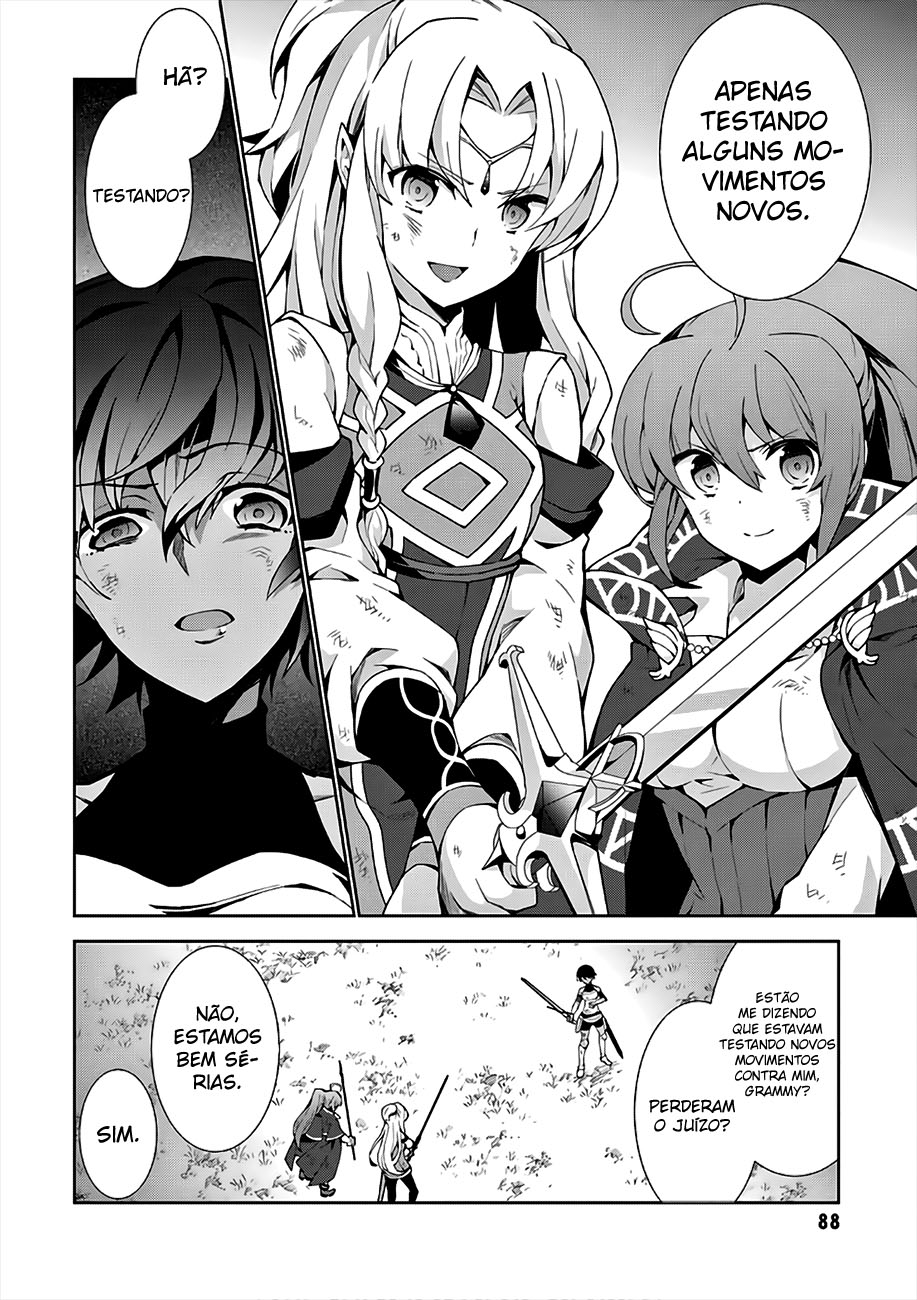 APENAS
TESTANDO
ALGUNS MO-
VIMENTOS
NOVOS.
HÃ?
TESTANDO?
ESTÃO
ME DIZENDO
QUE ESTAVAM
TESTANDO NOVOS
MOVIMENTOS
CONTRA MIM,
GRAMMY?
PERDERAM
O JUÍZO?
NÃO,
ESTAMOS
BEM SÉ-
RIAS.
SIM.
88